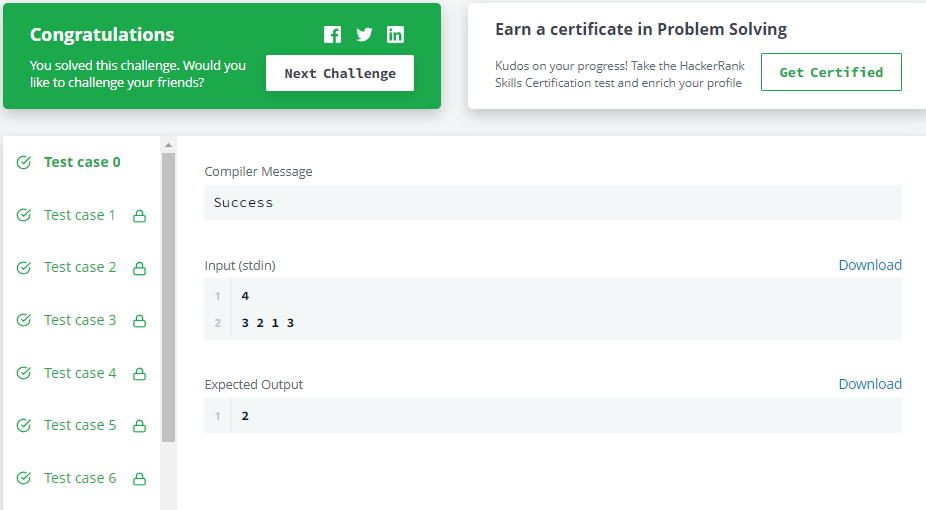 Congratulations
You solved this challenge. Would you
like to challenge your friends?
Next Challenge
Earn a certificate in Problem Solving
Kudos on your progress! Take the HackerRank
Skills Certification test and enrich your profile
Get Certified
Test case 0
Test case 1
Test case 2
Test case 3
Test case 4
Test case 5
Test case 6
Compiler Message
Success
Input (stdin)
Download
1 4
2 3 2 1 3
Expected Output
Download
1 2